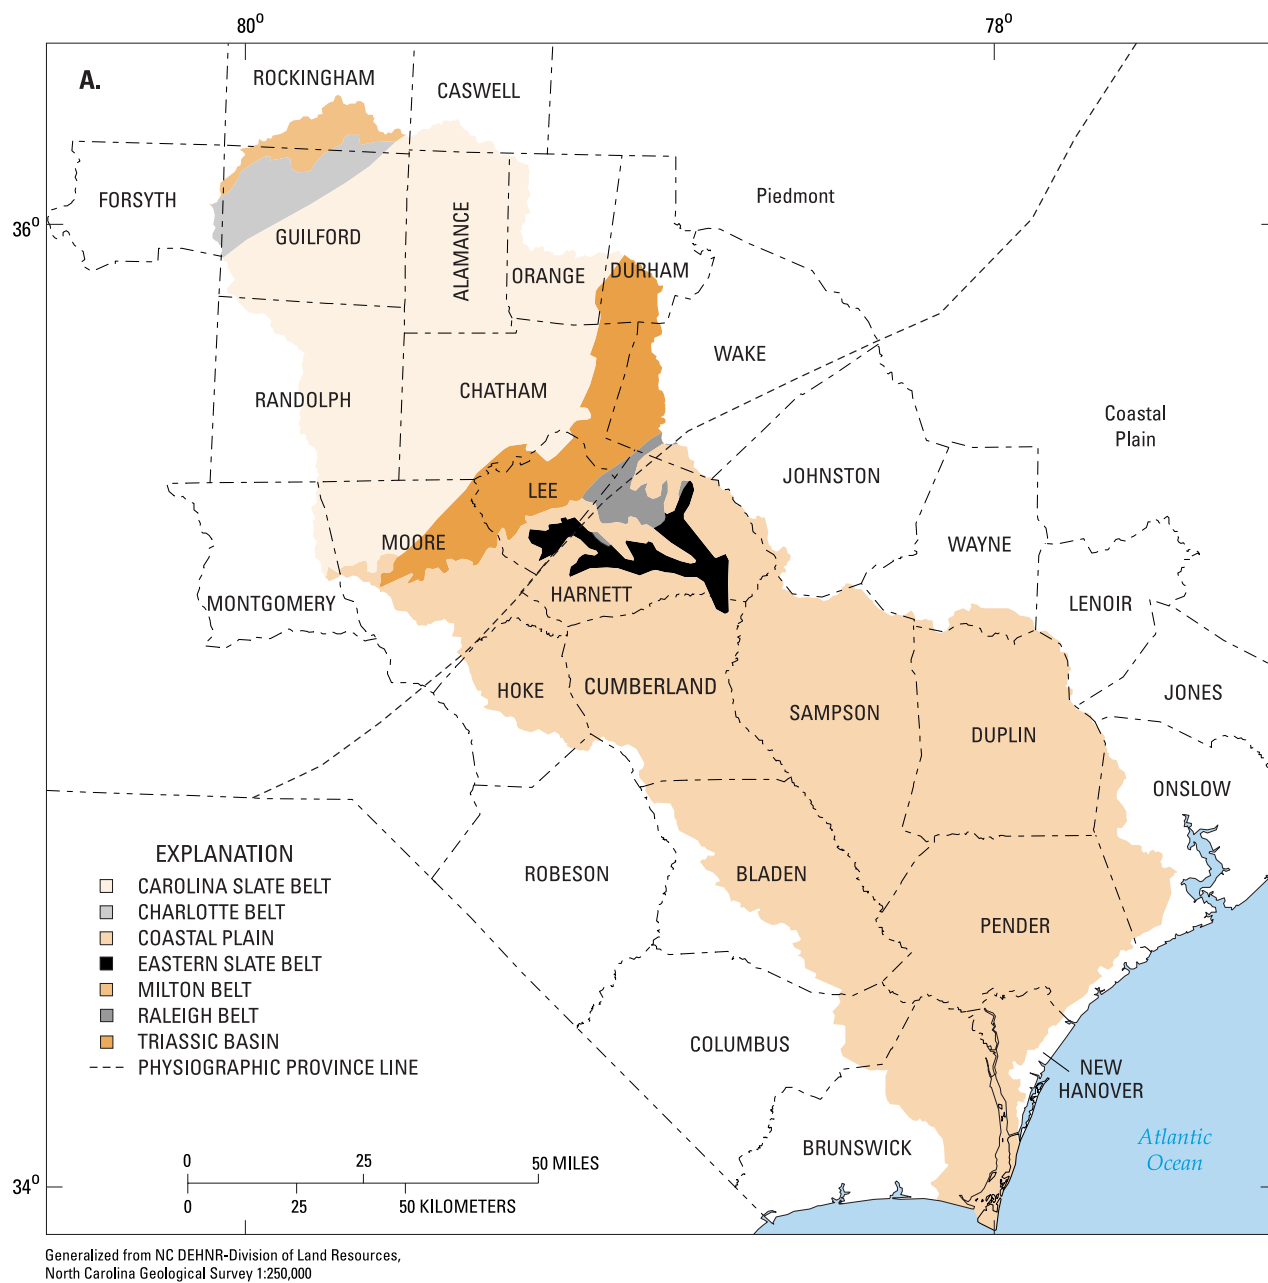 80⁰
78⁰
A.
ROCKINGHAM
CASWELL
FORSYTH
Piedmont
36⁰
GUILFORD
ALAMANCE
ORANGE
DURHAM
WAKE
RANDOLPH
CHATHAM
Coastal
Plain
JOHNSTON
LEE
MOORE
WAYNE
HARNETT
MONTGOMERY
LENOIR
HOKE
CUMBERLAND
JONES
SAMPSON
DUPLIN
ONSLOW
ROBESON
BLADEN
PENDER
EXPLANATION
CAROLINA SLATE BELT
CHARLOTTE BELT
COASTAL PLAIN
EASTERN SLATE BELT
MILTON BELT
RALEIGH BELT
TRIASSIC BASIN
PHYSIOGRAPHIC PROVINCE LINE
COLUMBUS
NEW
HANOVER
BRUNSWICK
Atlantic
Ocean
0 25 50 MILES
0 25 50 KILOMETERS
34⁰
Generalized from NC DEHNR-Division of Land Resources,
North Carolina Geological Survey 1:250,000